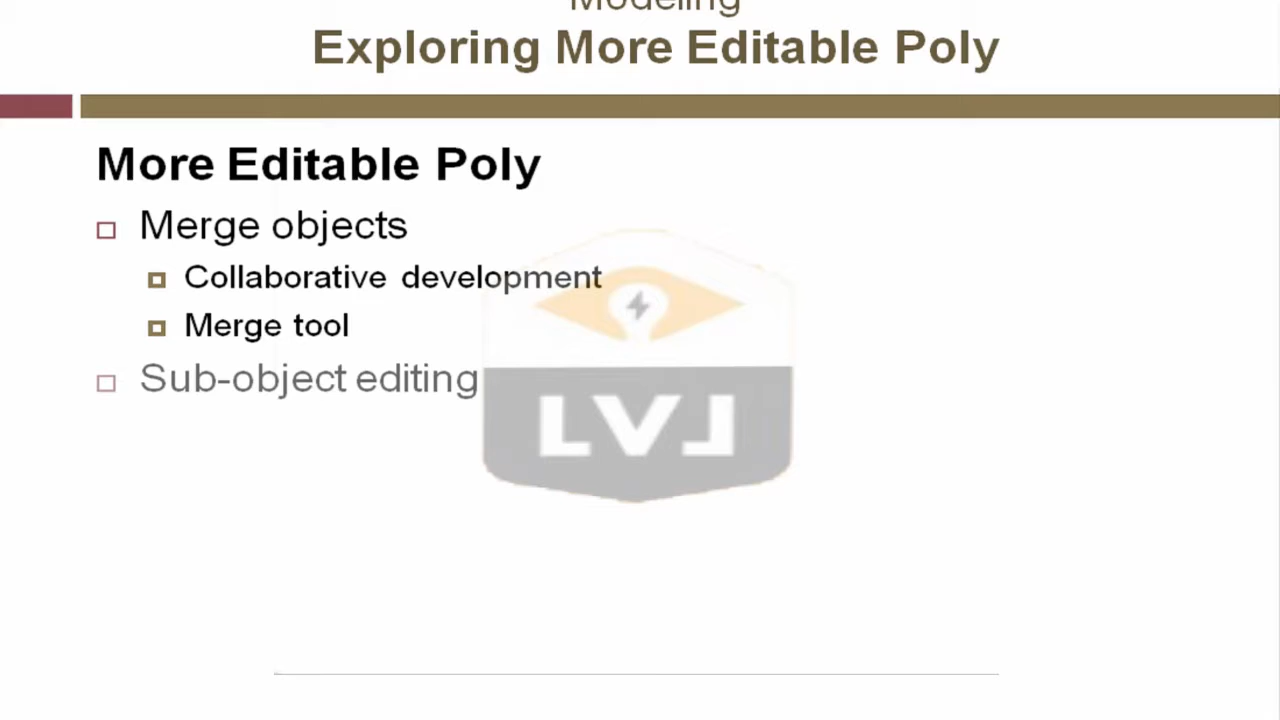 Modeling
Exploring More Editable Poly
More Editable Poly
Merge objects
Collaborative development
Merge tool
Sub-object editing
LVL